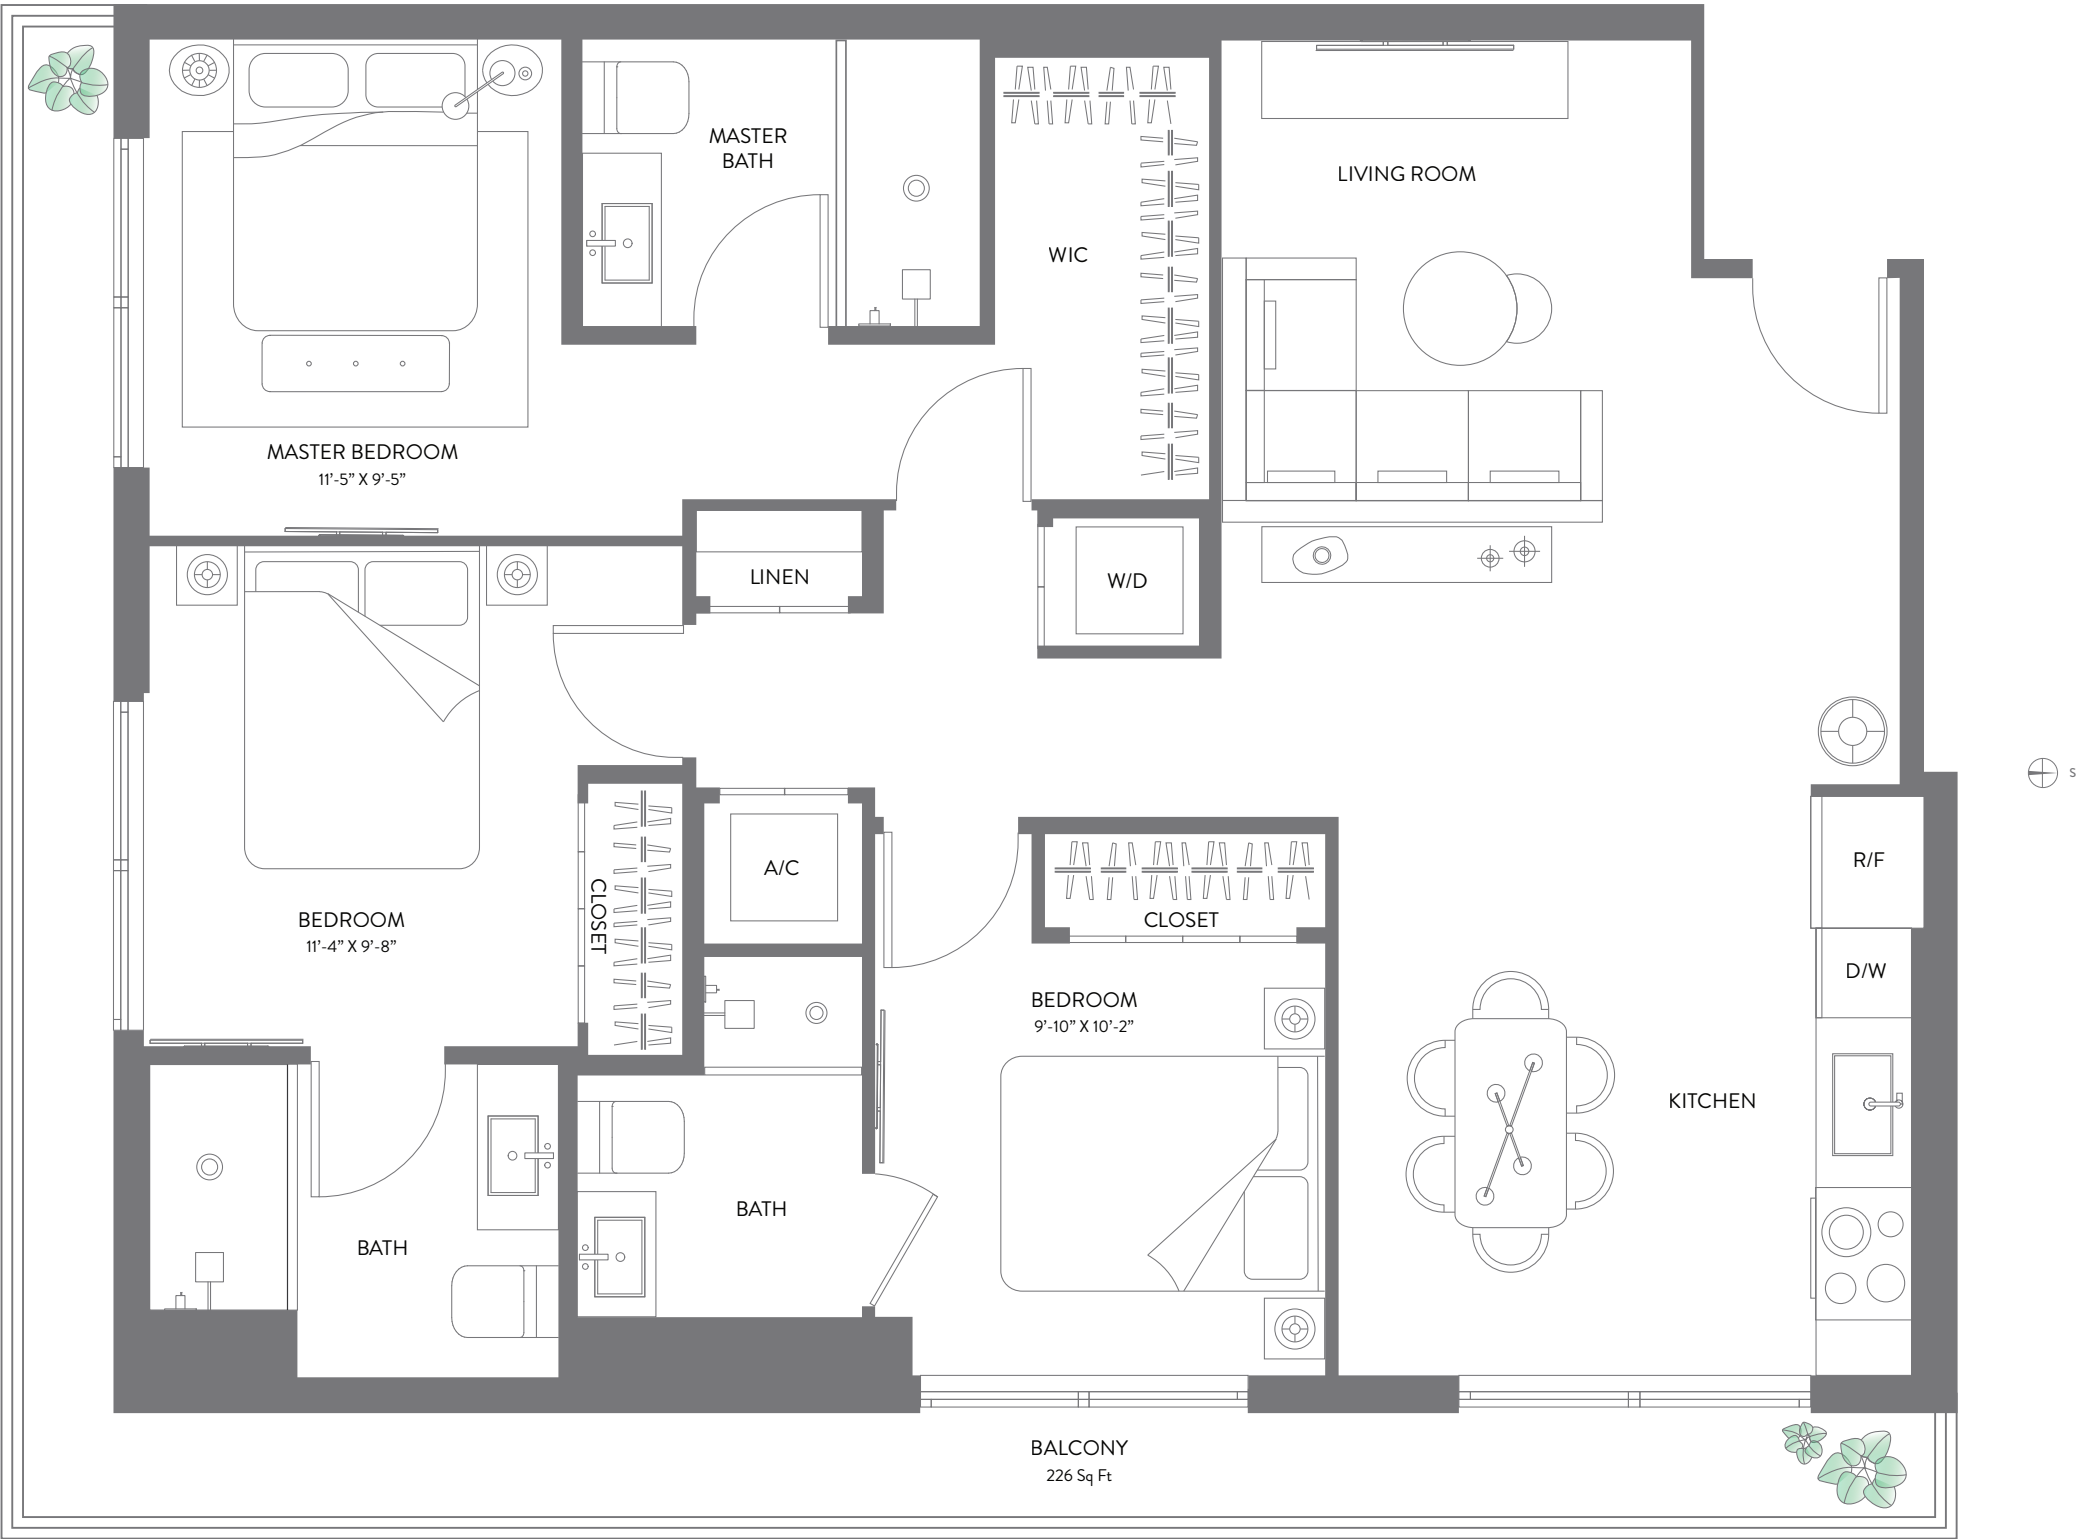 MASTER
BATH
LIVING ROOM
WIC
MASTER BEDROOM
11’-5” X 9’-5”
LINEN
W/D
S
A/C
R/F
CLOSET
CLOSET
BEDROOM
11’-4” X 9’-8”
D/W
BEDROOM
9’-10” X 10’-2”
KITCHEN
BATH
BATH
BALCONY
226 Sq Ft